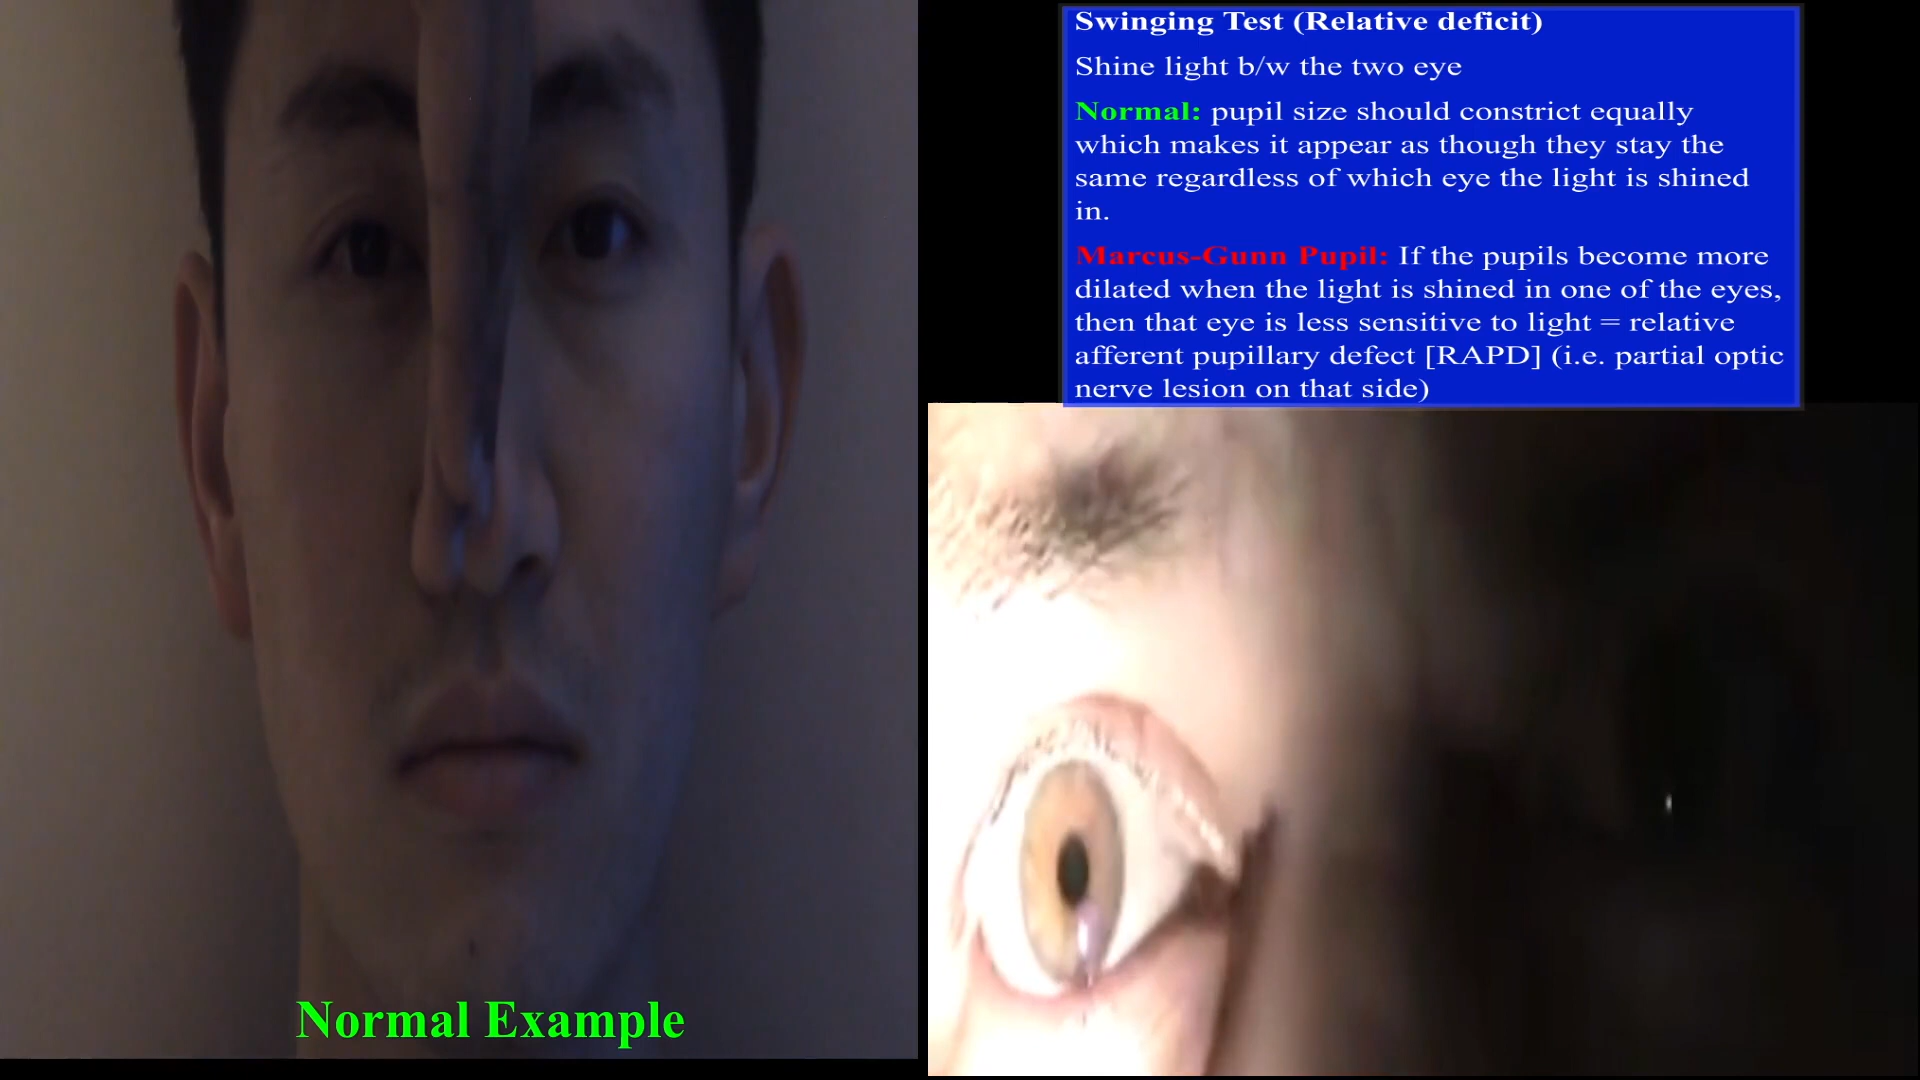 Swinging Test (Relative deficit)
Shine light b/w the two eye
Normal: pupil size should constrict equally
which makes it appear as though they stay the
same regardless of which eye the light is shined
in.
Marcus-Gunn Pupil: If the pupils become more
dilated when the light is shined in one of the eyes,
then that eye is less sensitive to light = relative
afferent pupillary defect [RAPD] (i.e. partial optic
nerve lesion on that side)
Normal Example